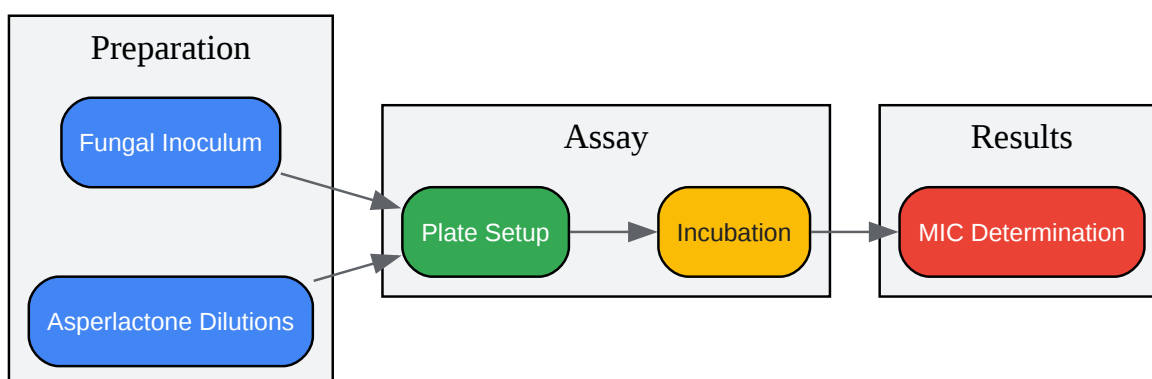 Preparation
Fungal Inoculum
Asperlactone Dilutions
Assay
Plate Setup
Incubation
Results
MIC Determination